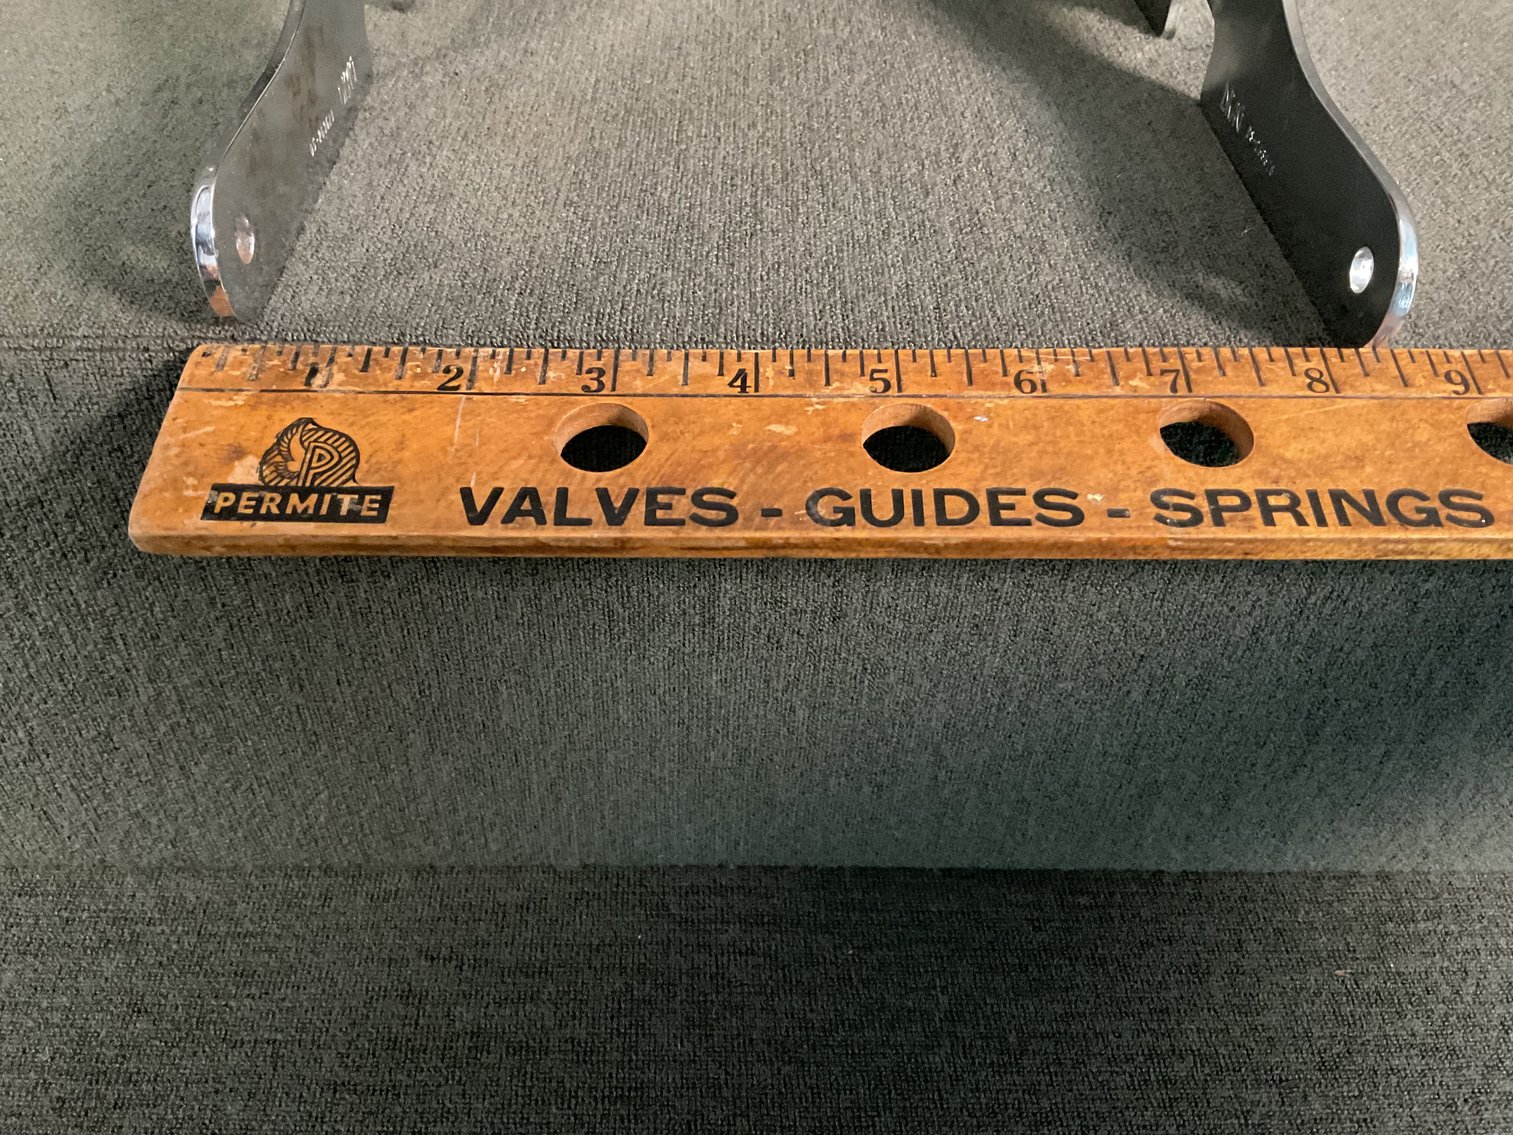 1 2 3 4 5 6 7 8 9
P
PERMITE
VALVES - GUIDES - SPRINGS